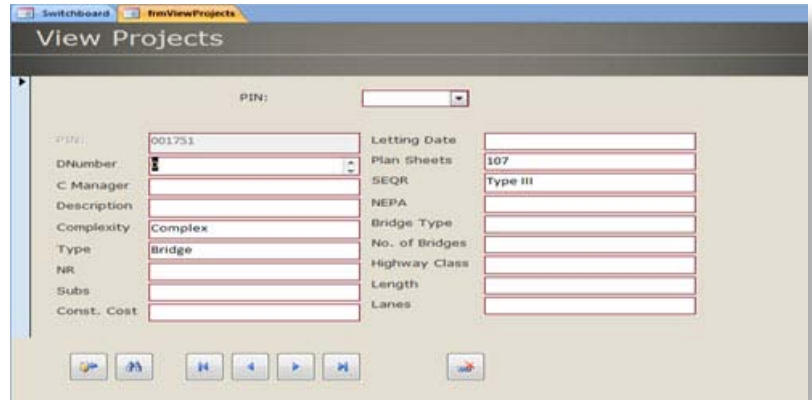 Switchboard frmViewProjects
View Projects
PIN:
PIN: 001751
DNumber 0
C Manager
Description
Complexity Complex
Type Bridge
NR
Subs
Const. Cost
Letting Date
Plan Sheets 107
SEQR Type III
NEPA
Bridge Type
No. of Bridges
Highway Class
Length
Lanes